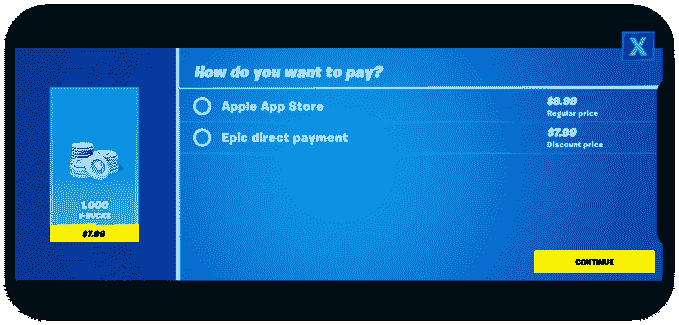 X
How do you want to pay?
Apple App Store
$9.99
Regular price
Epic direct payment
$7.99
Discount price
1,000
V-BUCKS
$7.99
CONTINUE